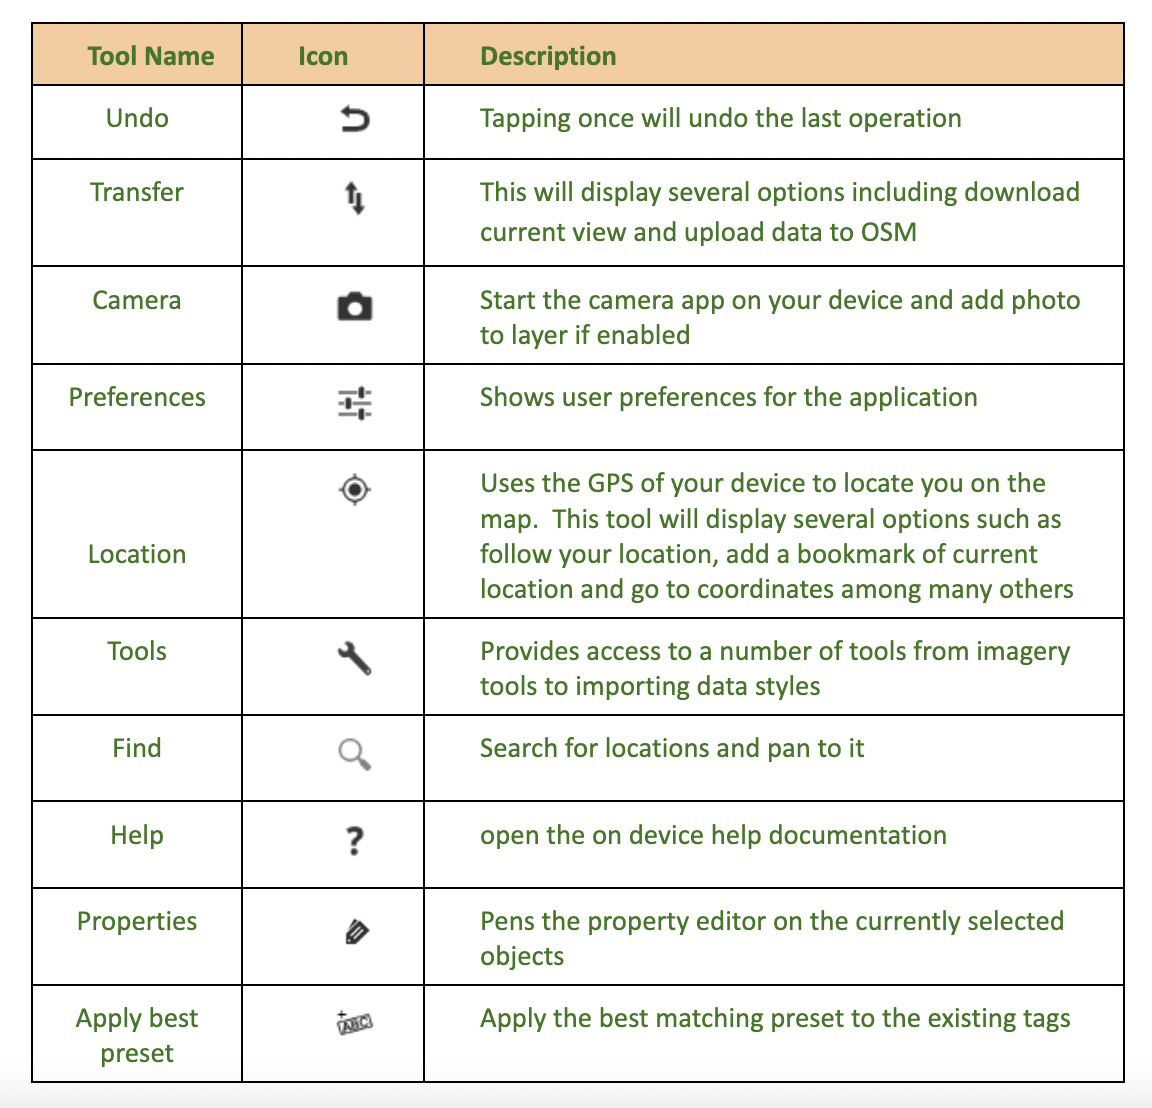 Tool Name Icon Description
Undo Tapping once will undo the last operation
Transfer This will display several options including download
current view and upload data to OSM
Camera Start the camera app on your device and add photo
to layer if enabled
Preferences Shows user preferences for the application
Uses the GPS of your device to locate you on the
map.  This tool will display several options such as
Location follow your location, add a bookmark of current
location and go to coordinates among many others
Tools Provides access to a number of tools from imagery
tools to importing data styles
Find Search for locations and pan to it
Help ? open the on device help documentation
Properties Pens the property editor on the currently selected
objects
Apply best +ABC Apply the best matching preset to the existing tags
preset